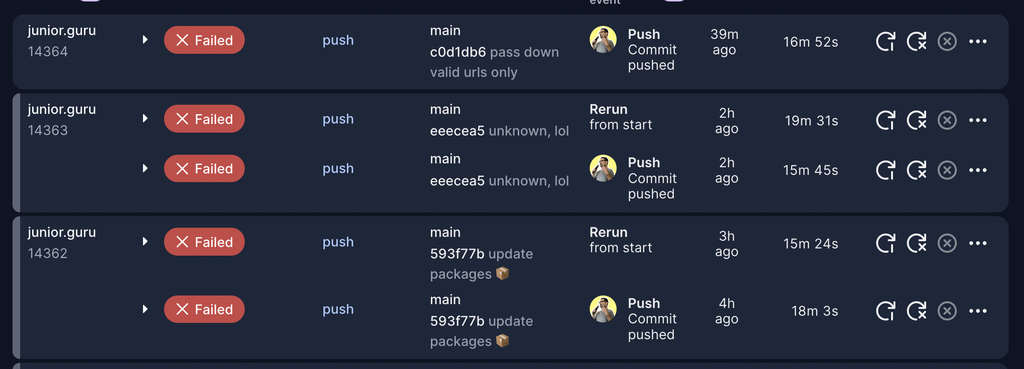 event
junior.guru
14364
Failed
push
main
c0d1db6 pass down
valid urls only
Push
Commit
pushed
39m
ago
16m 52s
junior.guru
14363
Failed
push
main
eeecea5 unknown, lol
Rerun
from start
2h
ago
19m 31s
Failed
push
main
eeecea5 unknown, lol
Push
Commit
pushed
2h
ago
15m 45s
junior.guru
14362
Failed
push
main
593f77b update
packages 📦
Rerun
from start
3h
ago
15m 24s
Failed
push
main
593f77b update
packages 📦
Push
Commit
pushed
4h
ago
18m 3s